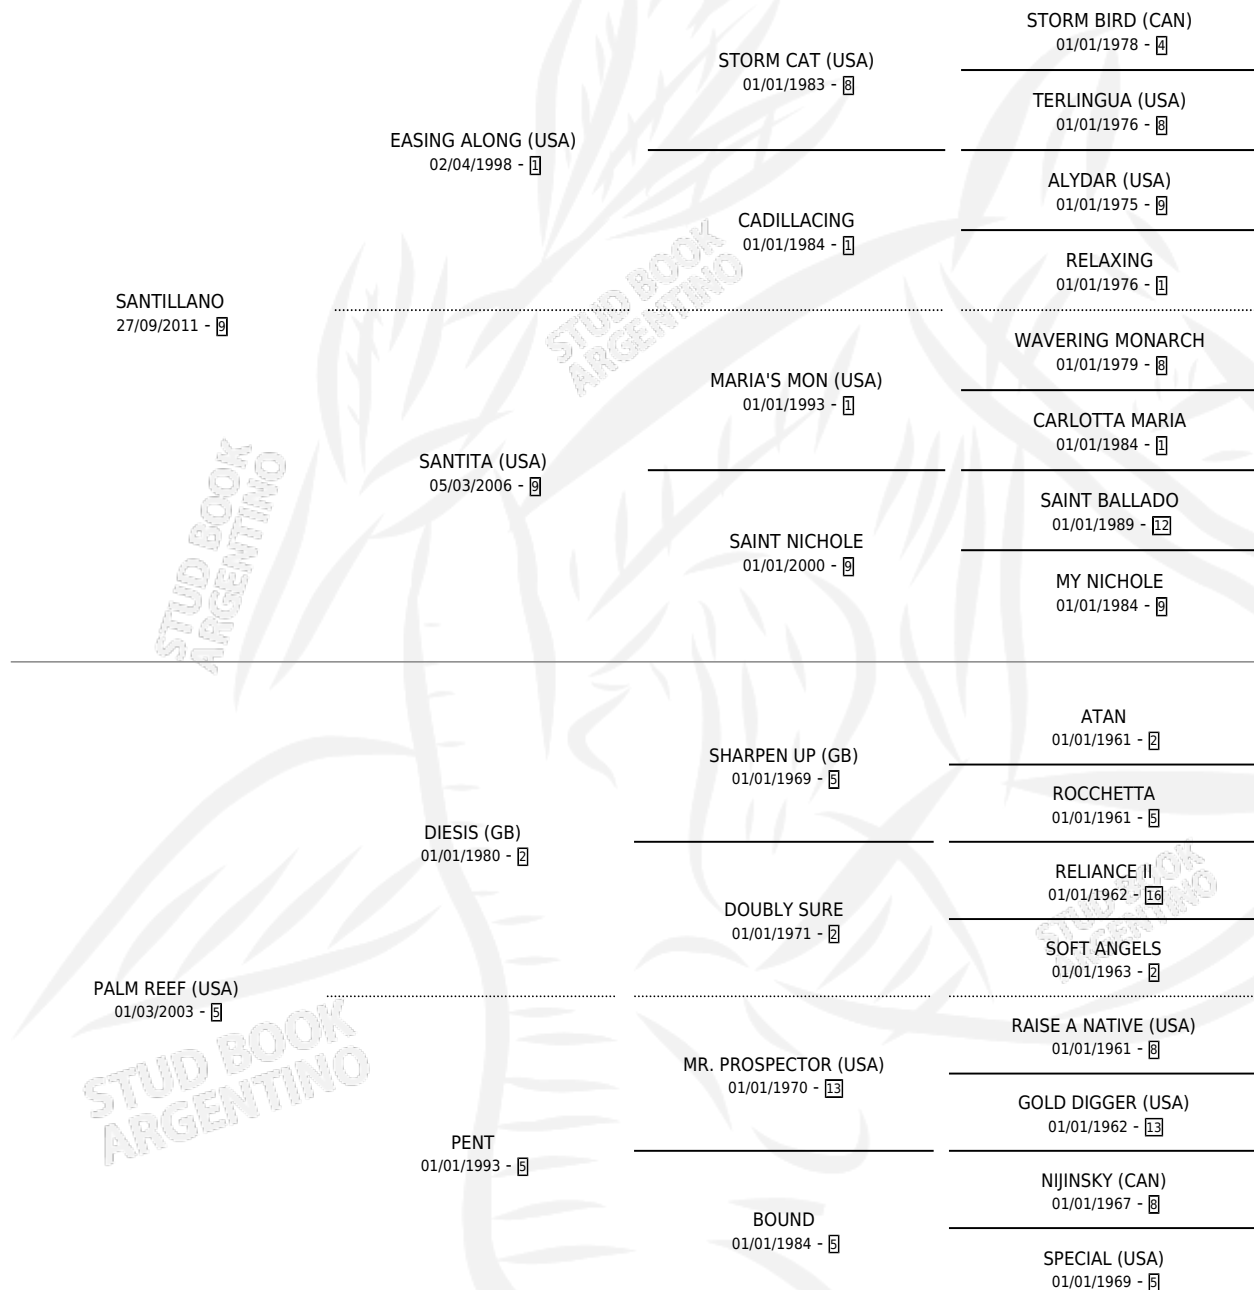 STORM BIRD (CAN)
01/01/1978 - 4
STORM CAT (USA)
01/01/1983 - 8
TERLINGUA (USA)
01/01/1976 - 8
EASING ALONG (USA)
02/04/1998 - 1
ALYDAR (USA)
01/01/1975 - 9
CADILLACING
01/01/1984 - 1
RELAXING
01/01/1976 - 1
SANTILLANO
27/09/2011 - 9
STUD BOOK
ARGENTINO
WAVERING MONARCH
01/01/1979 - 8
MARIA'S MON (USA)
01/01/1993 - 1
CARLOTTA MARIA
01/01/1984 - 1
SANTITA (USA)
05/03/2006 - 9
SAINT BALLADO
01/01/1989 - 12
SAINT NICHOLE
01/01/2000 - 9
MY NICHOLE
01/01/1984 - 9
STUD BOOK
ARGENTINO
ATAN
01/01/1961 - 2
SHARPEN UP (GB)
01/01/1969 - 5
ROCCHETTA
01/01/1961 - 5
DIESIS (GB)
01/01/1980 - 2
RELIANCE II
01/01/1962 - 16
DOUBLY SURE
01/01/1971 - 2
SOFT ANGELS
01/01/1963 - 2
STUD BOOK
ARGENTINO
PALM REEF (USA)
01/03/2003 - 5
RAISE A NATIVE (USA)
01/01/1961 - 8
MR. PROSPECTOR (USA)
01/01/1970 - 13
GOLD DIGGER (USA)
01/01/1962 - 13
STUD BOOK
ARGENTINO
PENT
01/01/1993 - 5
NIJINSKY (CAN)
01/01/1967 - 8
BOUND
01/01/1984 - 5
SPECIAL (USA)
01/01/1969 - 5